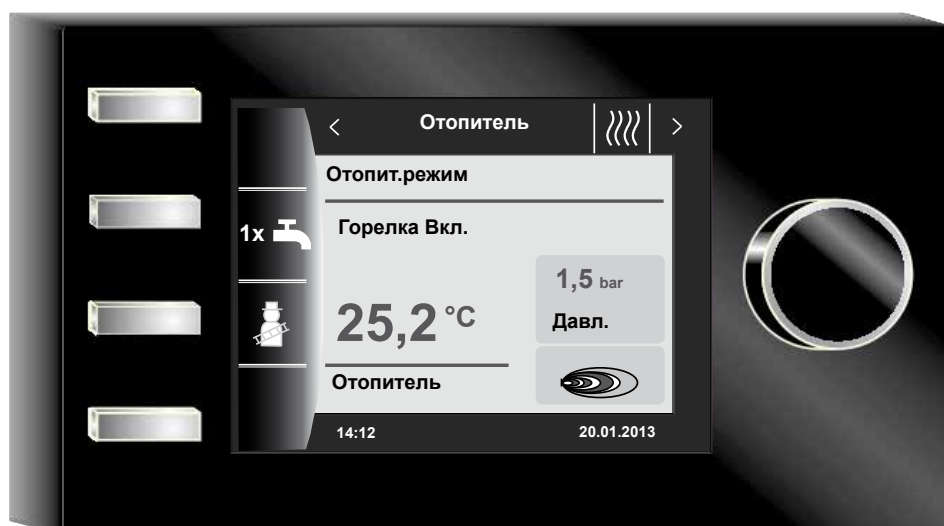 Отопитель
Отопит.режим
1x
Горелка Вкл.
1,5 bar
25,2 °C
Давл.
Отопитель
14:12
20.01.2013